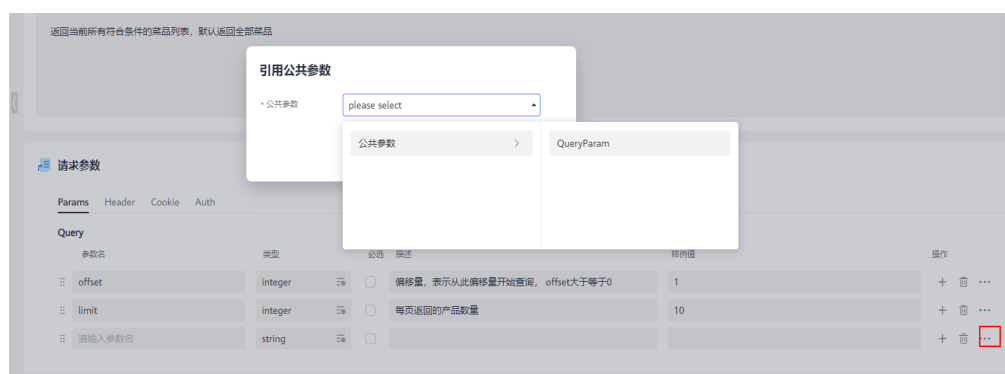 返回当前所有符合条件的菜品列表，默认返回全部菜品
引用公共参数
* 公共参数 please select
公共参数 QueryParam
请求参数
Params Header Cookie Auth
Query
参数名 类型 必选 描述 样例值 操作
offset integer 偏移量，表示从此偏移量开始查询， offset大于等于0 1
limit integer 每页返回的产品数量 10
请输入参数名 string